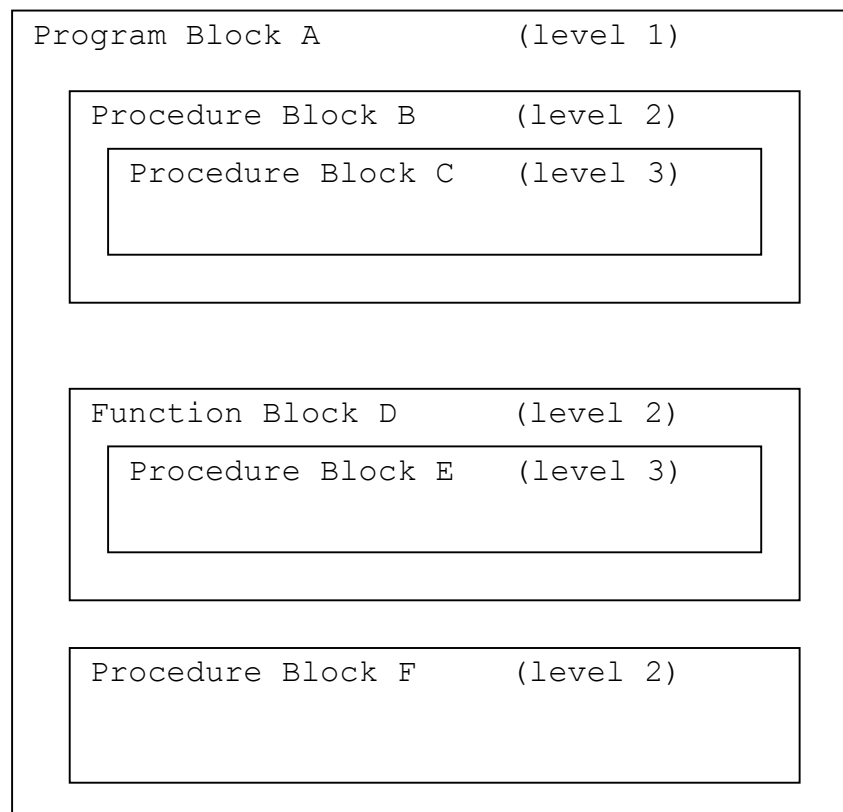 Program Block A (level 1)
Procedure Block B (level 2)
Procedure Block C (level 3)
Function Block D (level 2)
Procedure Block E (level 3)
Procedure Block F (level 2)